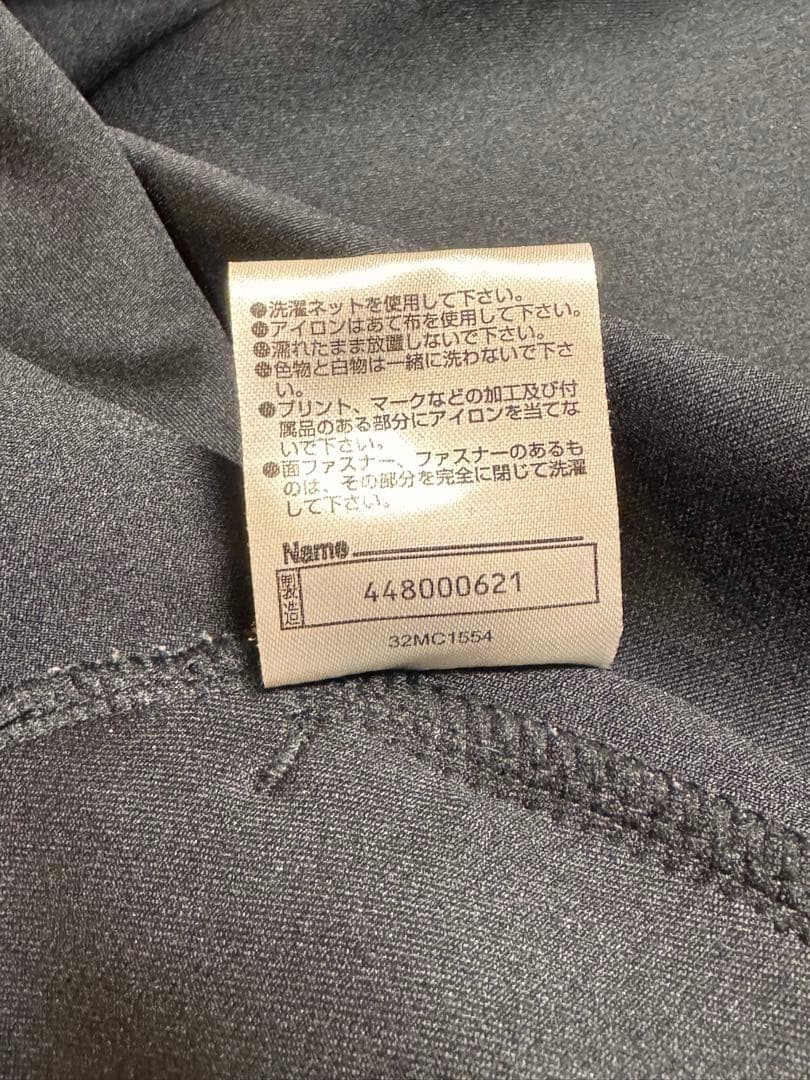 ●洗濯ネットを使用して下さい。
●アイロンはあて布を使用して下さい。
●濡れたまま放置しないで下さい。
●色物と白物は一緒に洗わないで下さ
い。
●プリント、マークなどの加工及び付
属品のある部分にアイロンを当てな
いで下さい。
●面ファスナー、ファスナーのあるも
のは、その部分を完全に閉じて洗濯
して下さい。
Name
製造 448000621
32MC1554